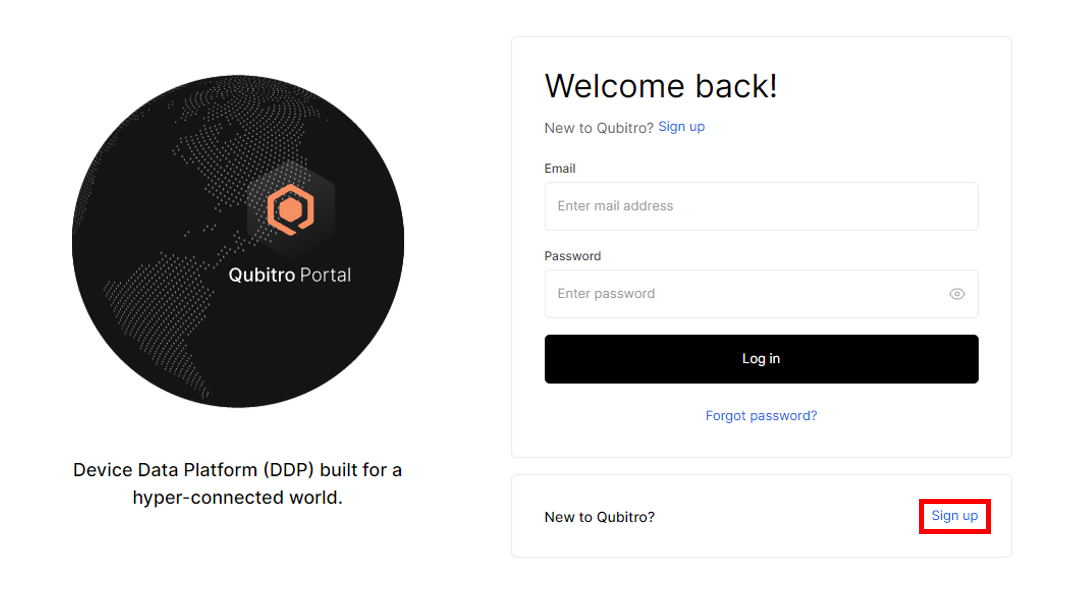 Qubitro Portal
Device Data Platform (DDP) built for a
hyper-connected world.
Welcome back!
New to Qubitro? Sign up
Email
Enter mail address
Password
Enter password
Log in
Forgot password?
New to Qubitro? Sign up